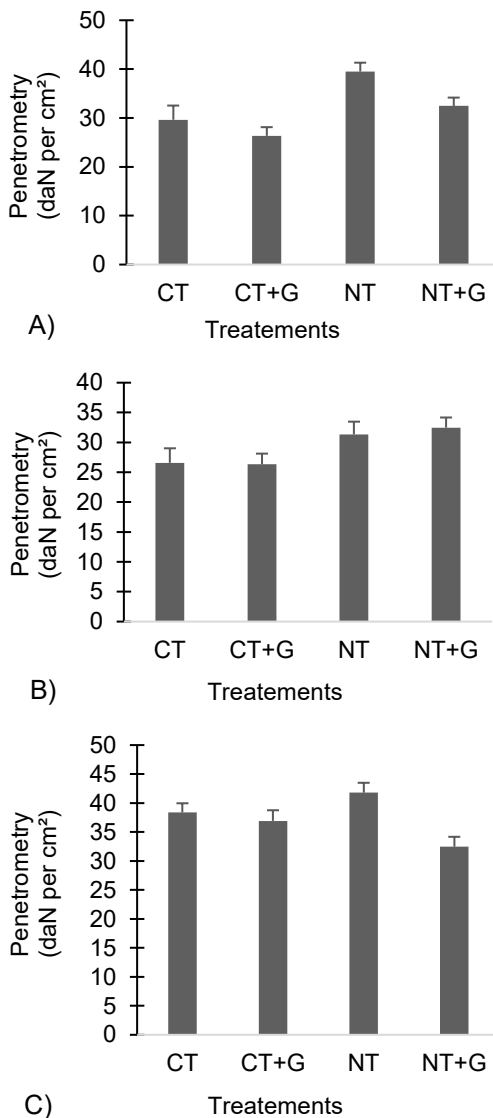 Penetrometry
(daN per cm²)
50
40
30
20
10
0
CT CT+G NT NT+G
A) Treatements
Penetrometry
(daN per cm²)
40
35
30
25
20
15
10
5
0
CT CT+G NT NT+G
B) Treatements
Penetrometry
(daN per cm²)
50
45
40
35
30
25
20
15
10
5
0
CT CT+G NT NT+G
C) Treatements